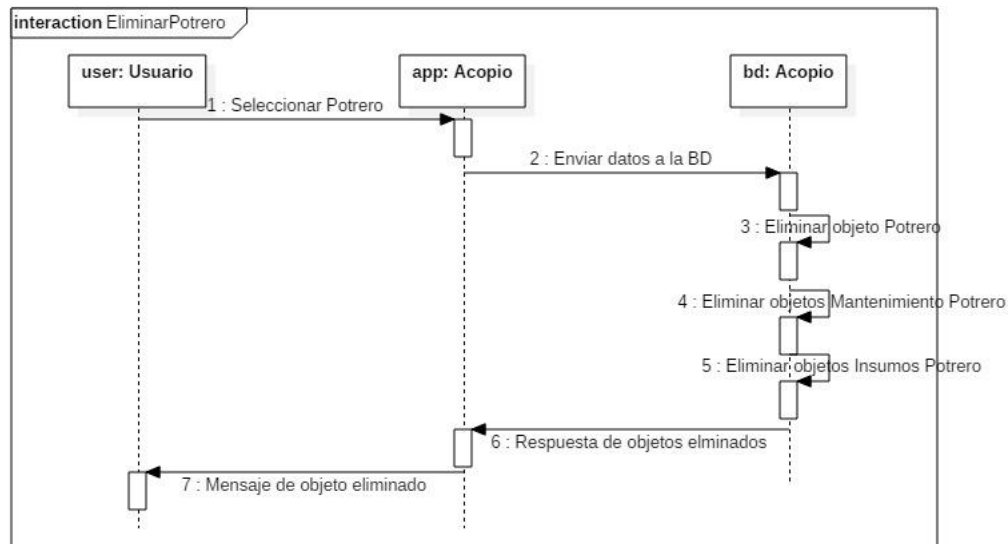 interaction EliminarPotrero
user: Usuario
app: Acopio
bd: Acopio
1 : Seleccionar Potrero
2 : Enviar datos a la BD
3 : Eliminar objeto Potrero
4 : Eliminar objetos Mantenimiento Potrero
5 : Eliminar objetos Insumos Potrero
6 : Respuesta de objetos elminados
7 : Mensaje de objeto eliminado